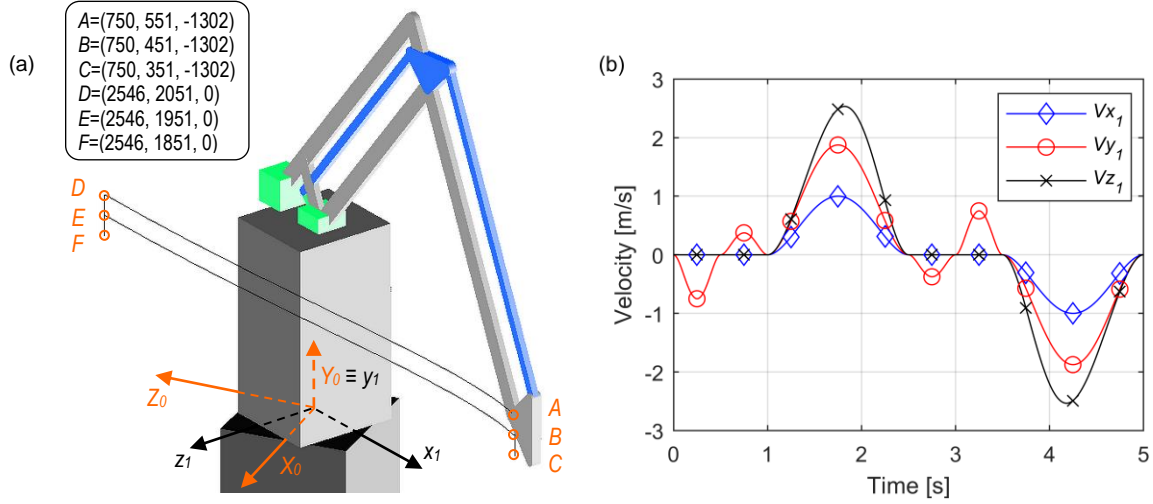 (a)
A=(750, 551, -1302)
B=(750, 451, -1302)
C=(750, 351, -1302)
D=(2546, 2051, 0)
E=(2546, 1951, 0)
F=(2546, 1851, 0)
D
E
F
Y₀ ≡ y₁
Z₀
z₁
X₀
x₁
A
B
C
(b)
Velocity [m/s]
3
2
1
0
-1
-2
-3
0 1 2 3 4 5
Time [s]
Vx₁
Vy₁
Vz₁